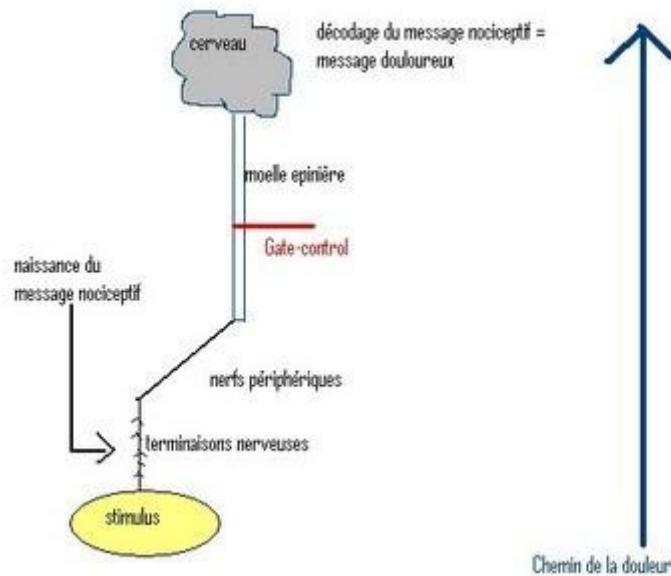 cerveau
décodage du message nociceptif =
message douloureux
moelle epinière
Gate-control
naissance du
message nociceptif
nerfs périphériques
terminaisons nerveuses
stimulus
Chemin de la douleur